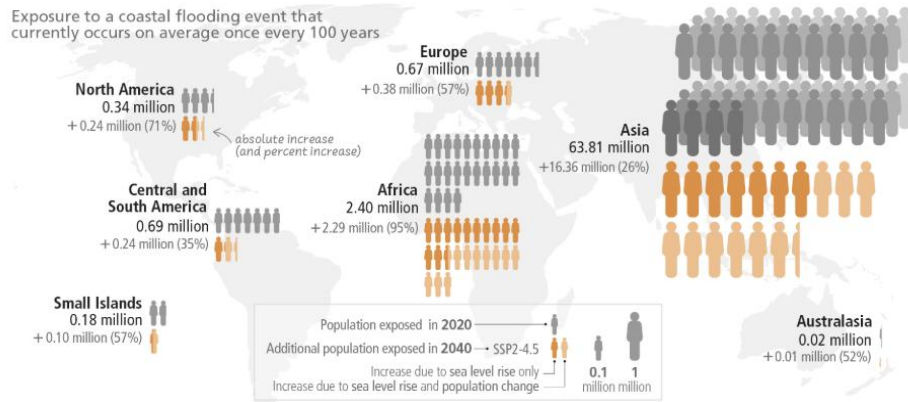 Exposure to a coastal flooding event that
currently occurs on average once every 100 years
North America
0.34 million
+0.24 million (71%)
absolute increase
(and percent increase)
Europe
0.67 million
+0.38 million (57%)
Asia
63.81 million
+16.36 million (26%)
Central and
South America
0.69 million
+0.24 million (35%)
Africa
2.40 million
+2.29 million (95%)
Small Islands
0.18 million
+0.10 million (57%)
Australasia
0.02 million
+0.01 million (52%)
Population exposed in 2020
Additional population exposed in 2040 SSP2-4.5
Increase due to sea level rise only
Increase due to sea level rise and population change
0.1 1
million million